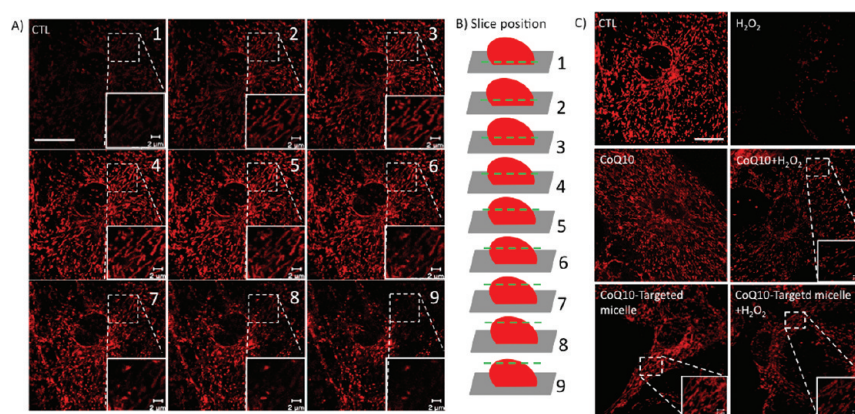 A)
CTL
1
2
3
2 μm
2 μm
2 μm
4
5
6
2 μm
2 μm
2 μm
7
8
9
2 μm
2 μm
2 μm
B) Slice position
1
2
3
4
5
6
7
8
9
C)
CTL
H₂O₂
CoQ10
CoQ10+H₂O₂
CoQ10-Targeted
micelle
CoQ10-Targetd micelle
+H₂O₂